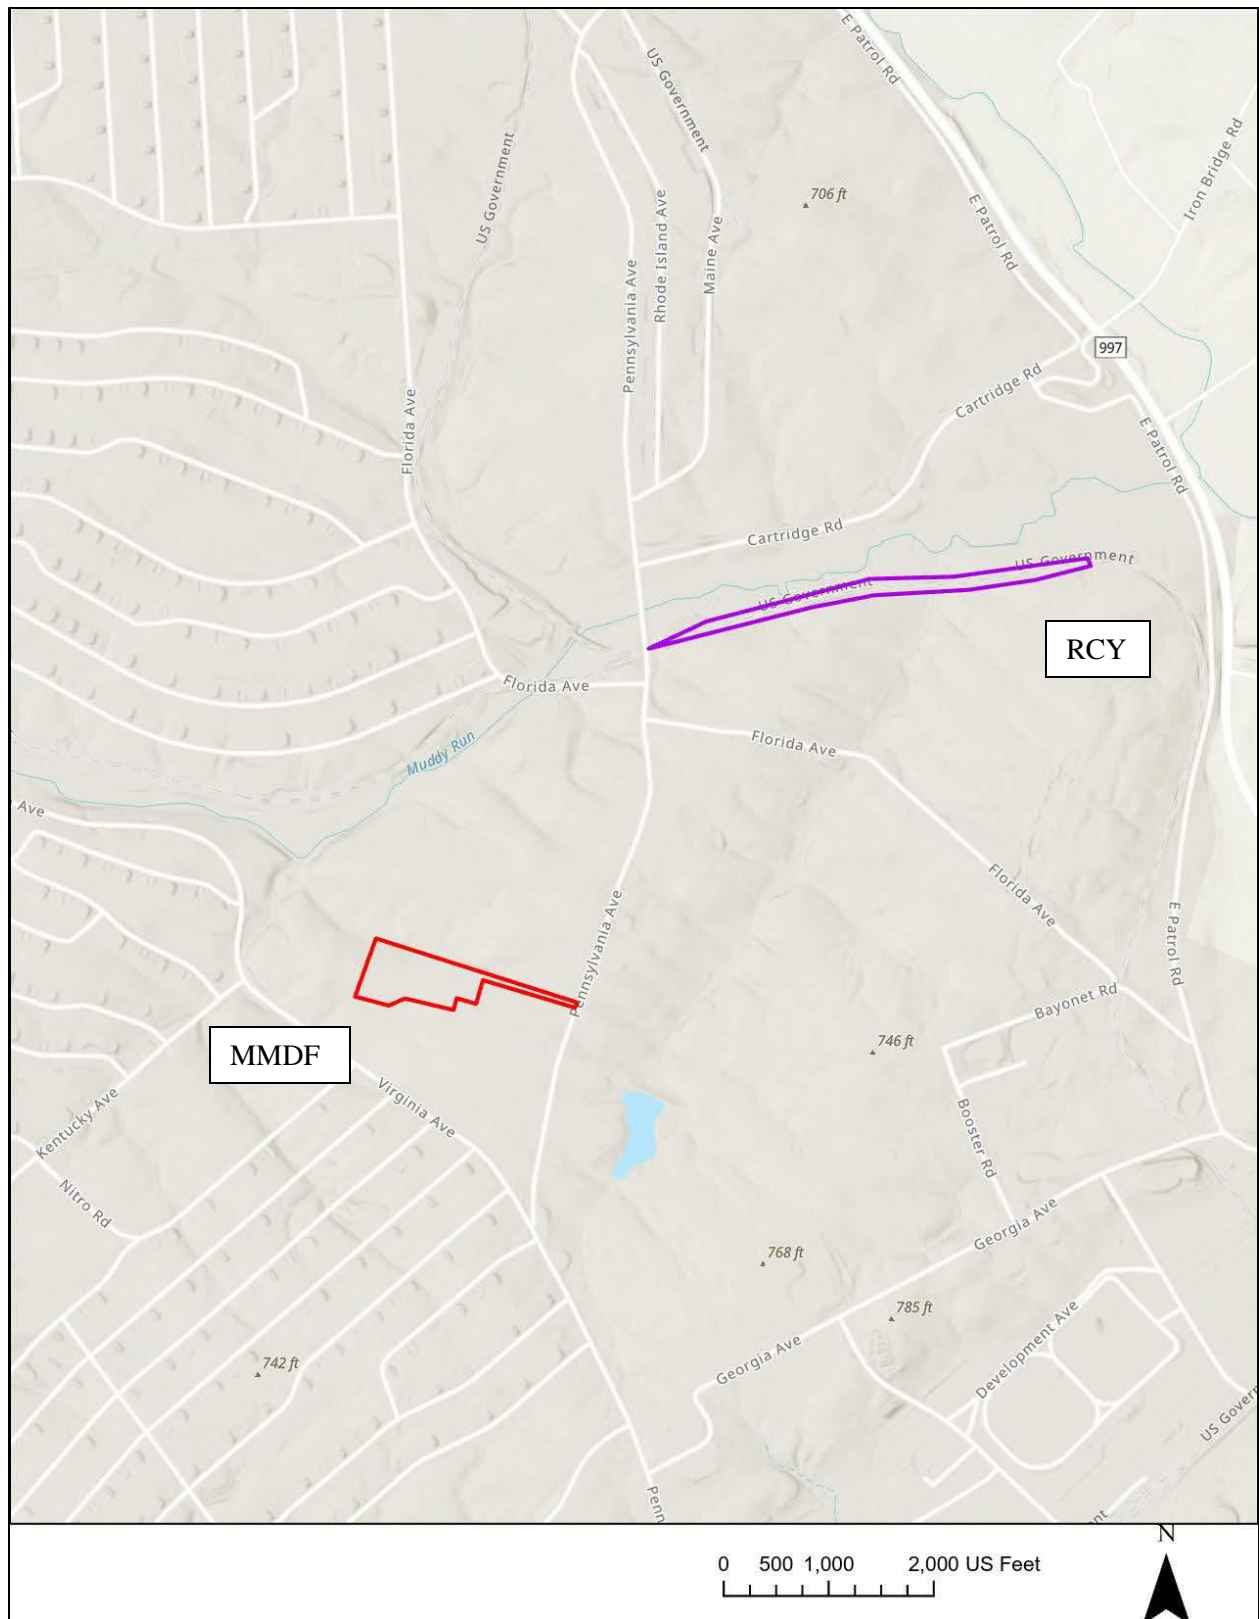 E Patrol Rd
US Government
US Government
Iron Bridge Rd
706 ft
Rhode Island Ave
E Patrol Rd
Maine Ave
Pennsylvania Ave
997
Cartridge Rd
Florida Ave
E Patrol Rd
Cartridge Rd
US Government
US Government
RCY
Florida Ave
Florida Ave
Muddy Run
Ave
Florida Ave
Pennsylvania Ave
E Patrol Rd
Bayonet Rd
MMDF
746 ft
Virginia Ave
Kentucky Ave
Booster Rd
Nitro Rd
Georgia Ave
768 ft
785 ft
Development Ave
Georgia Ave
742 ft
US Govern
Penn
nt
N
0 500 1,000 2,000 US Feet